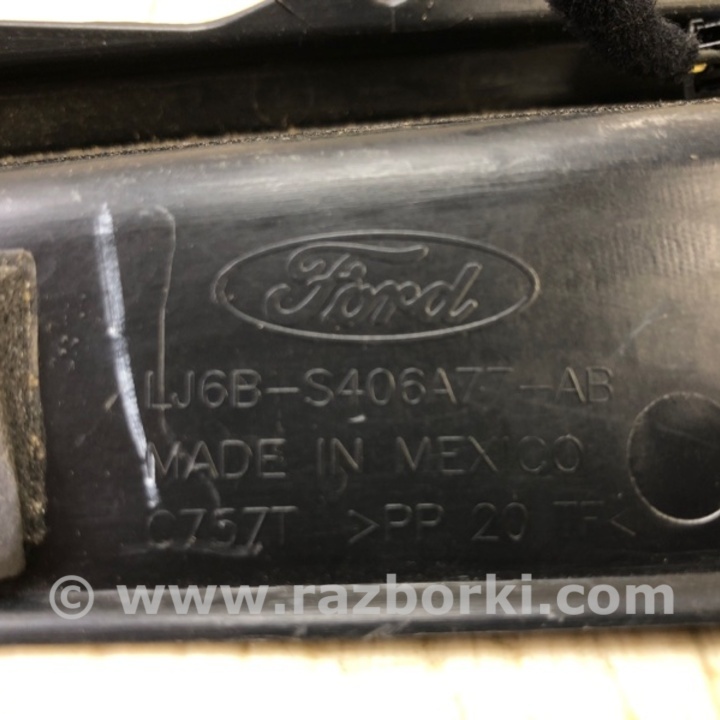 Ford
LJ6B-S406A77-AB
MADE IN MEXICO
C757T >PP 20 TF<
© www.razborki.com